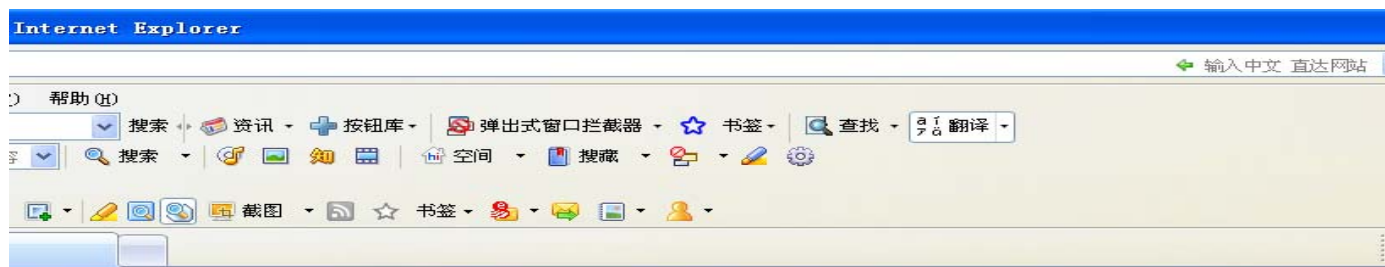 Internet Explorer
输入中文 直达网站
) 帮助(H)
搜索 资讯 按钮库 弹出式窗口拦截器 书签 查找 翻译
搜索 知 hi 空间 搜藏
截图 书签